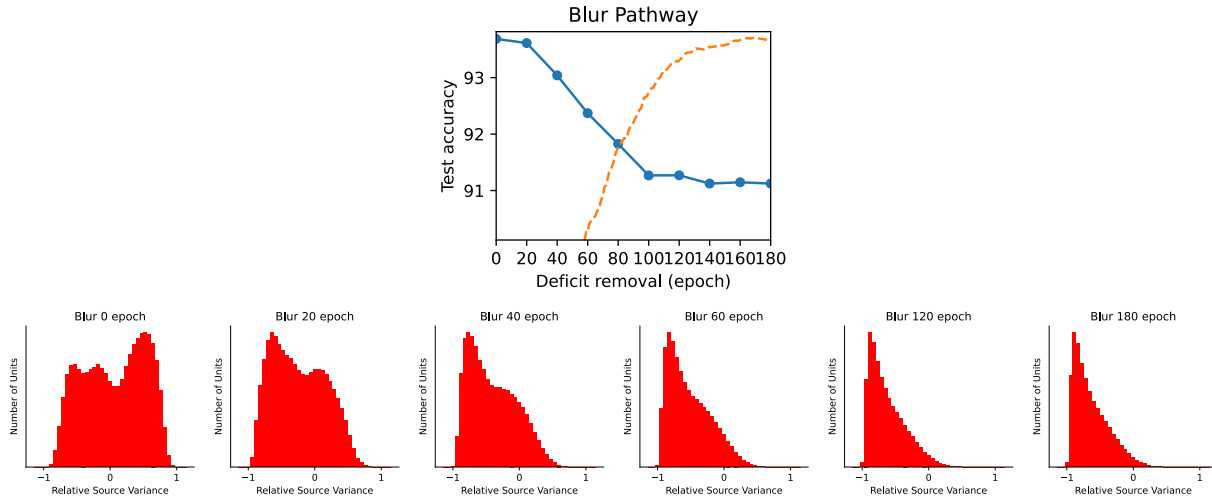 Blur Pathway
Test accuracy
93
92
91
0 20 40 60 80 100 120 140 160 180
Deficit removal (epoch)
Blur 0 epoch
Number of Units
−1 0 1
Relative Source Variance
Blur 20 epoch
Number of Units
−1 0 1
Relative Source Variance
Blur 40 epoch
Number of Units
−1 0 1
Relative Source Variance
Blur 60 epoch
Number of Units
−1 0 1
Relative Source Variance
Blur 120 epoch
Number of Units
−1 0 1
Relative Source Variance
Blur 180 epoch
Number of Units
−1 0 1
Relative Source Variance